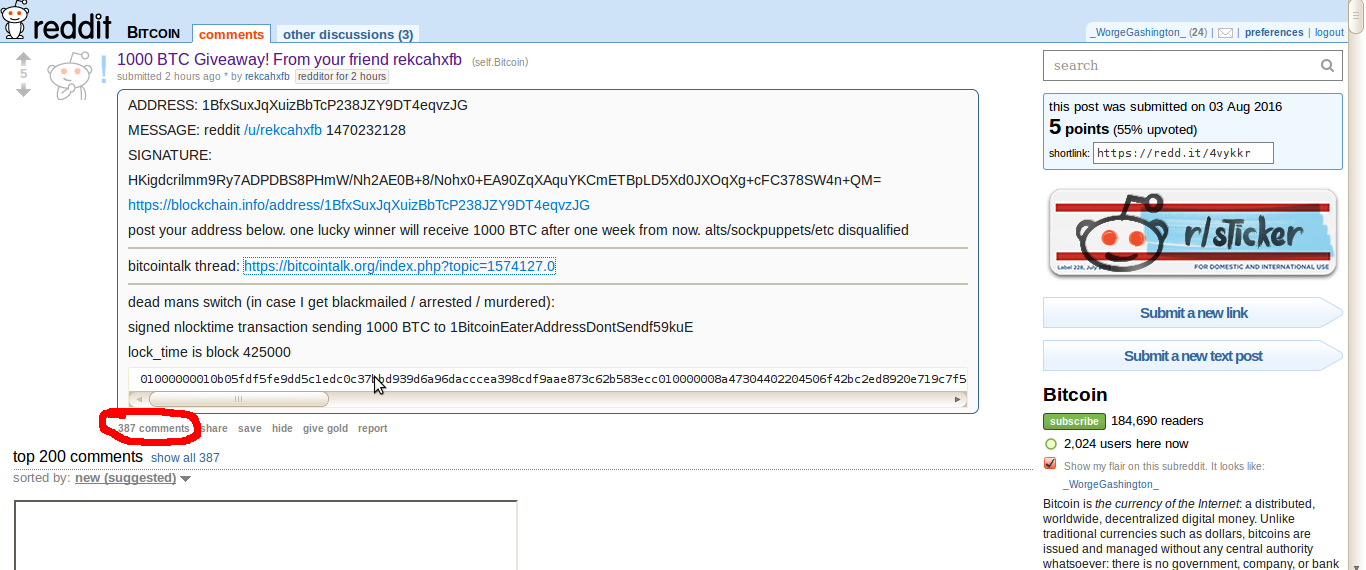 reddit BITCOIN comments other discussions (3)
_WorgeGashington_ (24) | | preferences | logout
1000 BTC Giveaway! From your friend rekcahxfb (self.Bitcoin)
submitted 2 hours ago * by rekcahxfb redditor for 2 hours
5
ADDRESS: 1BfxSuxJqXuizBbTcP238JZY9DT4eqvzJG
MESSAGE: reddit /u/rekcahxfb 1470232128
SIGNATURE:
HKigdcrilmm9Ry7ADPDBS8PHmW/Nh2AE0B+8/Nohx0+EA90ZqXAquYKCmETBpLD5Xd0JXOqXg+cFC378SW4n+QM=
https://blockchain.info/address/1BfxSuxJqXuizBbTcP238JZY9DT4eqvzJG
post your address below. one lucky winner will receive 1000 BTC after one week from now. alts/sockpuppets/etc disqualified
bitcointalk thread: https://bitcointalk.org/index.php?topic=1574127.0
dead mans switch (in case I get blackmailed / arrested / murdered):
signed nlocktime transaction sending 1000 BTC to 1BitcoinEaterAddressDontSendf59kuE
lock_time is block 425000
387 comments share save hide give gold report
top 200 comments show all 387
sorted by: new (suggested)
search
this post was submitted on 03 Aug 2016
5 points (55% upvoted)
shortlink: https://redd.it/4vykkr
r/sticker
Label 228, July
FOR DOMESTIC AND INTERNATIONAL USE
Submit a new link
Submit a new text post
Bitcoin
subscribe 184,690 readers
2,024 users here now
Show my flair on this subreddit. It looks like:
_WorgeGashington_
Bitcoin is the currency of the Internet: a distributed,
worldwide, decentralized digital money. Unlike
traditional currencies such as dollars, bitcoins are
issued and managed without any central authority
whatsoever: there is no government, company, or bank